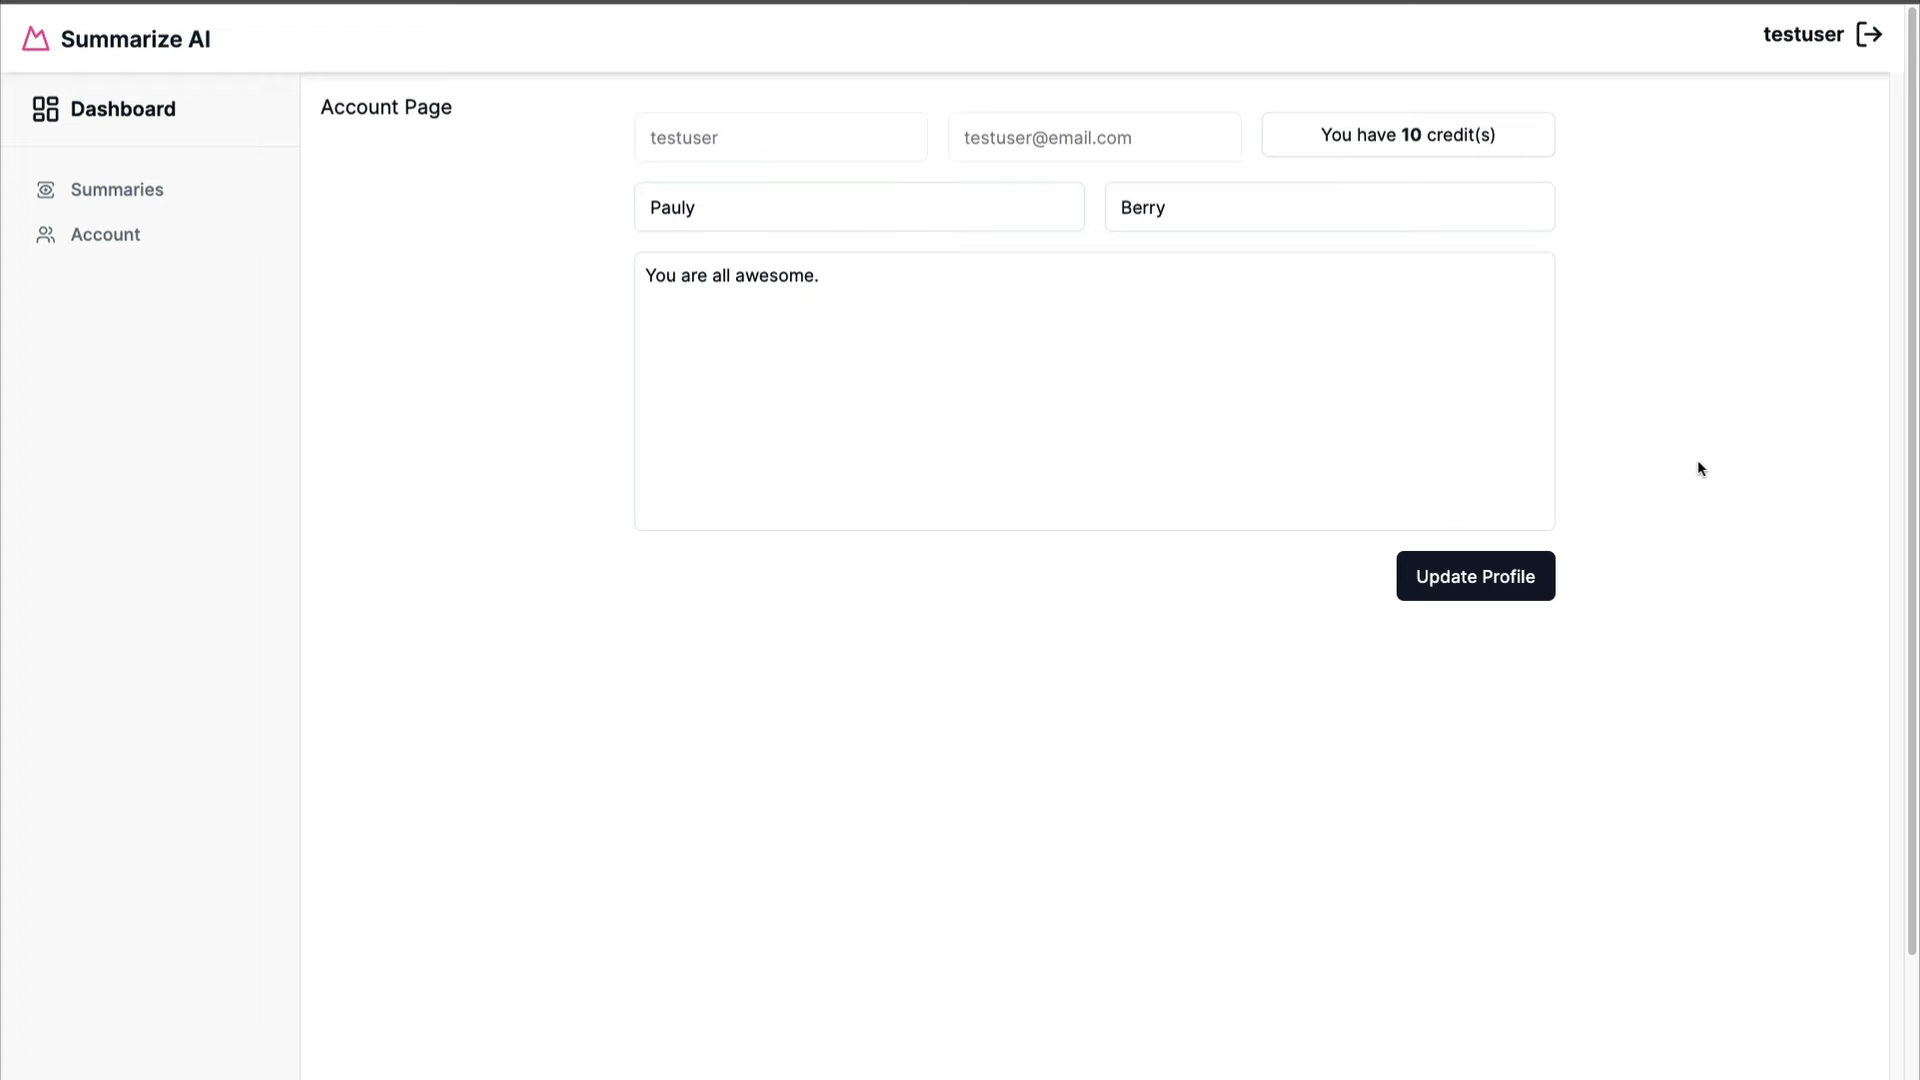 Summarize AI
testuser
Dashboard
Summaries
Account
Account Page
testuser
testuser@email.com
You have 10 credit(s)
Pauly
Berry
You are all awesome.
Update Profile